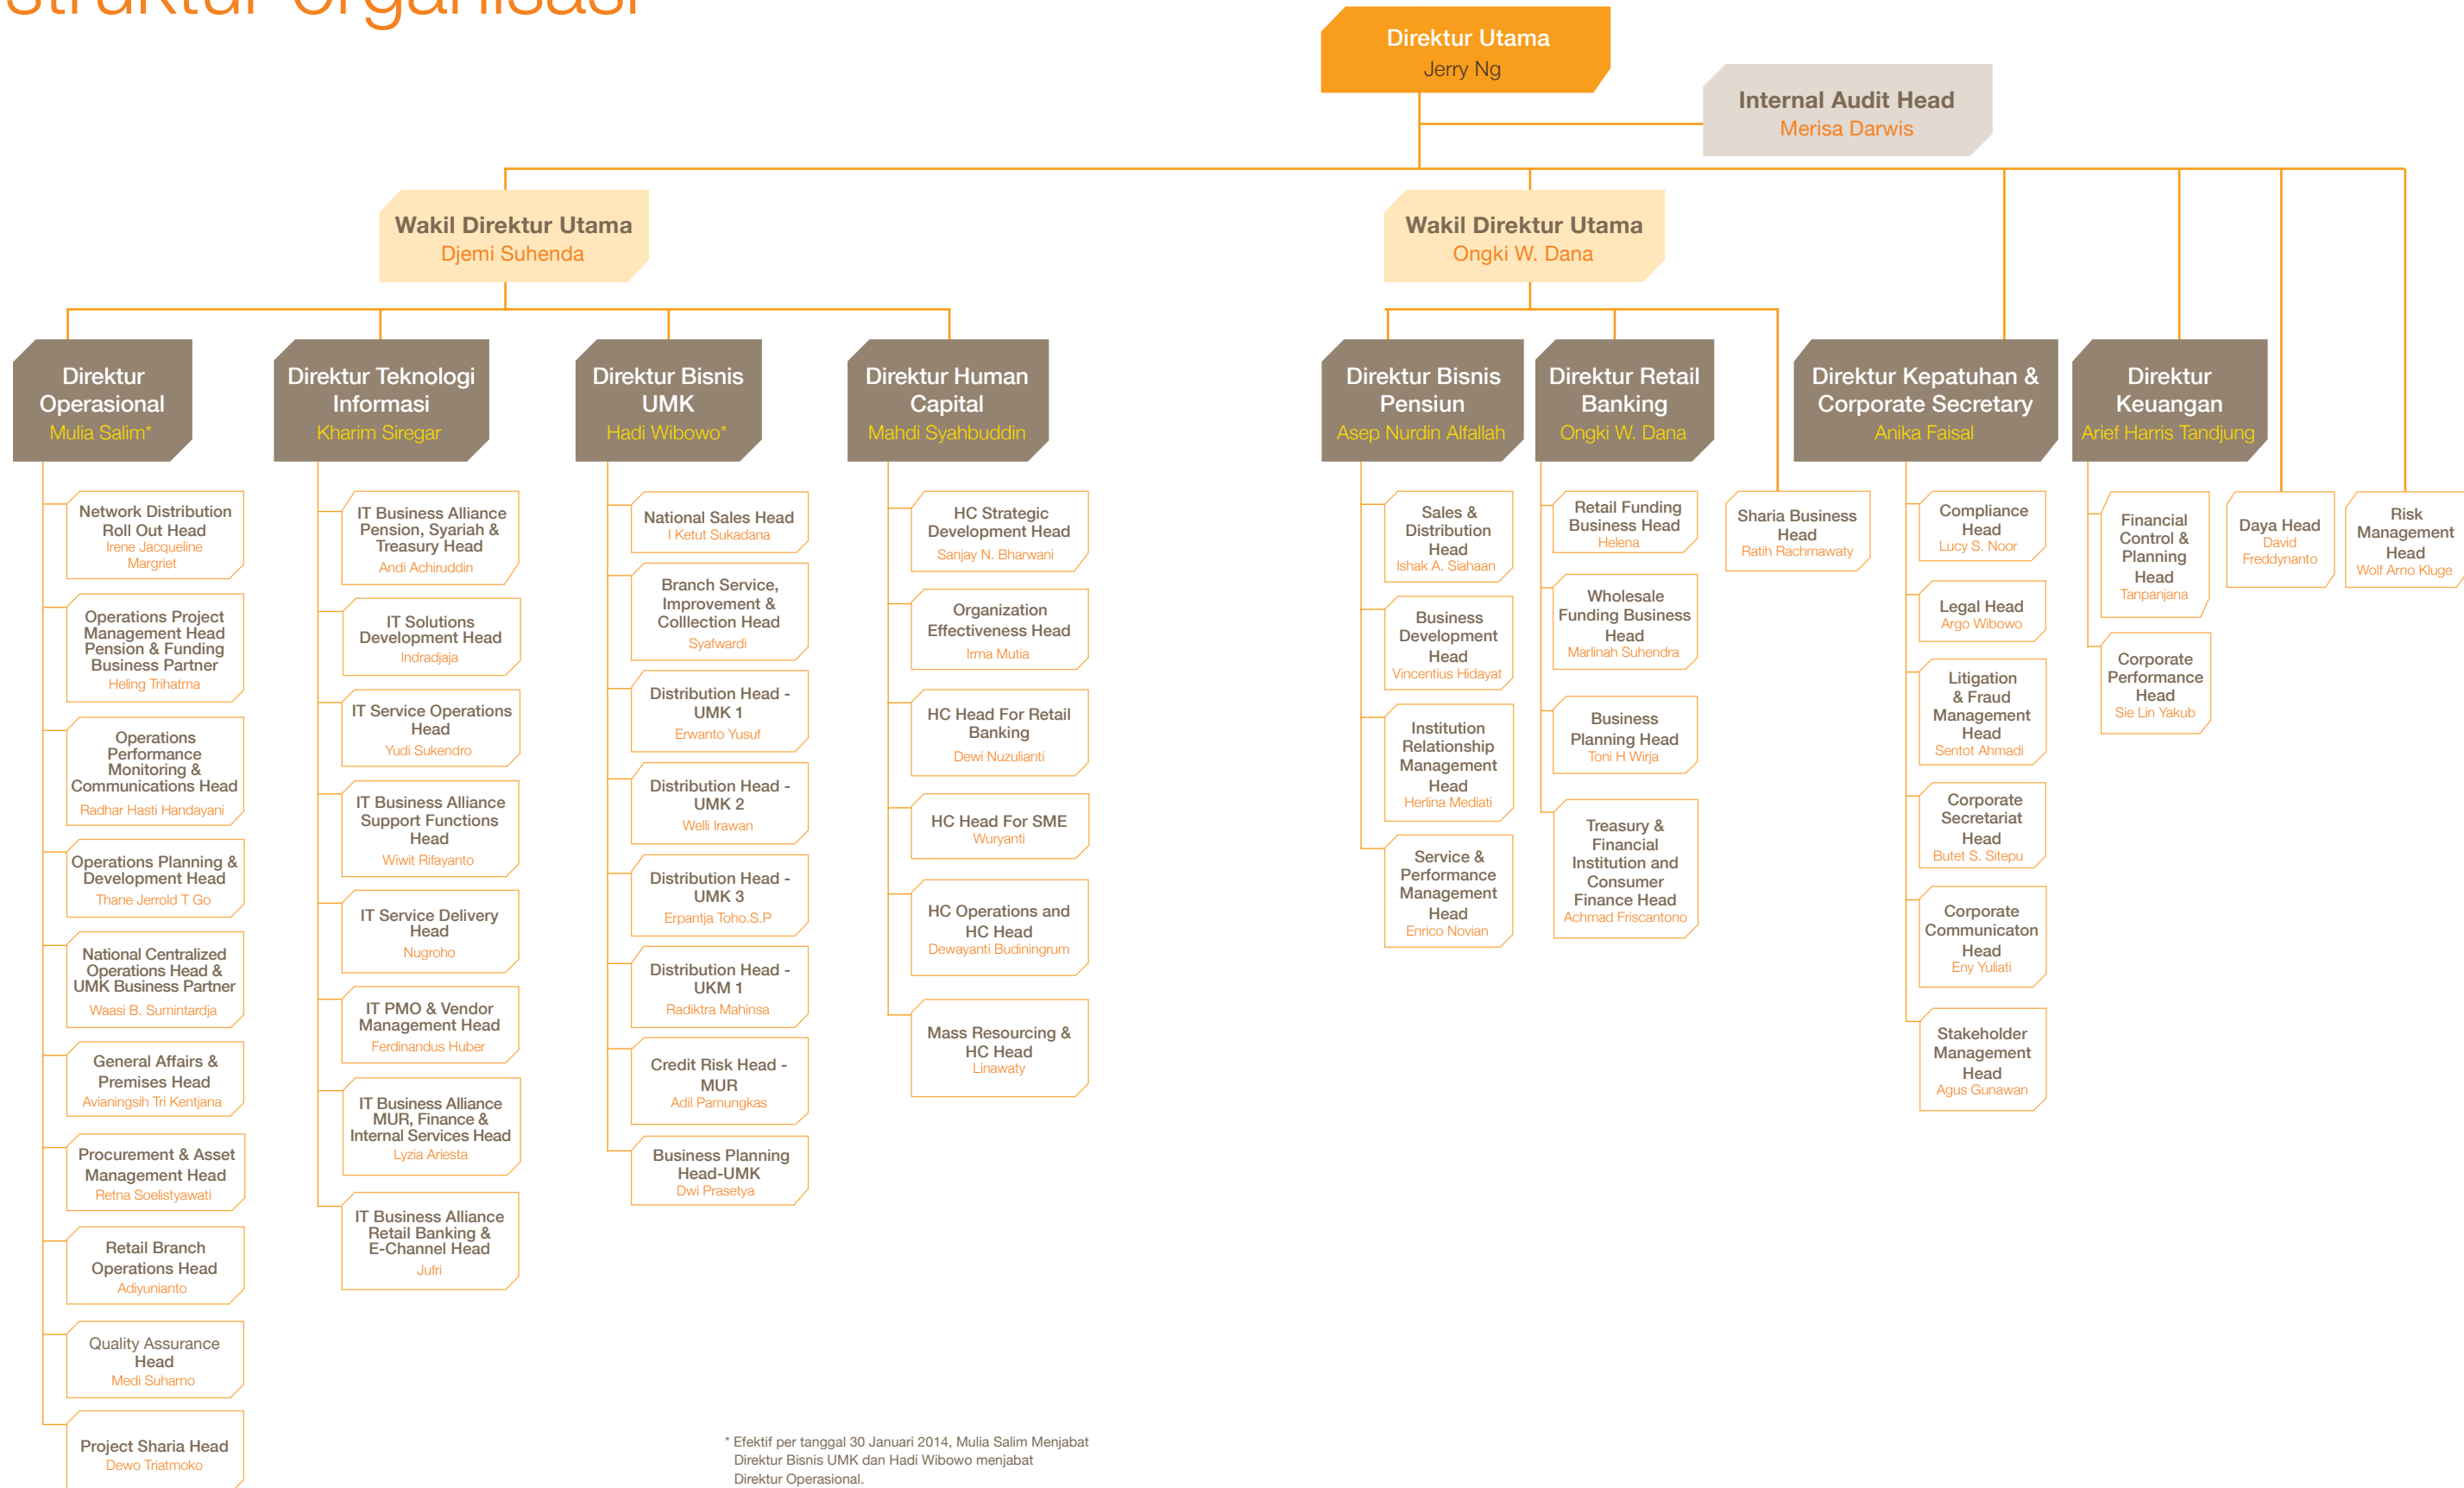 struktur organisasi
Direktur Utama
Jerry Ng
Internal Audit Head
Merisa Darwis
Wakil Direktur Utama
Djemi Suhenda
Wakil Direktur Utama
Ongki W. Dana
Direktur
Operasional
Mulia Salim*
Network Distribution
Roll Out Head
Irene Jacqueline
Margriet
Operations Project
Management Head
Pension & Funding
Business Partner
Heling Trihatma
Operations
Performance
Monitoring &
Communications Head
Radhar Hasti Handayani
Operations Planning &
Development Head
Thane Jerrold T Go
National Centralized
Operations Head &
UMK Business Partner
Waasi B. Sumintardja
General Affairs &
Premises Head
Avianingsih Tri Kentjana
Procurement & Asset
Management Head
Retna Soelistyawati
Retail Branch
Operations Head
Adiyunianto
Quality Assurance
Head
Medi Suharno
Project Sharia Head
Dewo Triatmoko
Direktur Teknologi
Informasi
Kharim Siregar
IT Business Alliance
Pension, Syariah &
Treasury Head
Andi Achiruddin
IT Solutions
Development Head
Indradjaja
IT Service Operations
Head
Yudi Sukendro
IT Business Alliance
Support Functions
Head
Wiwit Rifayanto
IT Service Delivery
Head
Nugroho
IT PMO & Vendor
Management Head
Ferdinandus Huber
IT Business Alliance
MUR, Finance &
Internal Services Head
Lyzia Ariesta
IT Business Alliance
Retail Banking &
E-Channel Head
Jufri
Direktur Bisnis
UMK
Hadi Wibowo*
National Sales Head
I Ketut Sukadana
Branch Service,
Improvement &
Colllection Head
Syafwardi
Distribution Head -
UMK 1
Erwanto Yusuf
Distribution Head -
UMK 2
Welli Irawan
Distribution Head -
UMK 3
Erpantja Toho.S.P
Distribution Head -
UKM 1
Radiktra Mahinsa
Credit Risk Head -
MUR
Adil Pamungkas
Business Planning
Head-UMK
Dwi Prasetya
Direktur Human
Capital
Mahdi Syahbuddin
HC Strategic
Development Head
Sanjay N. Bharwani
Organization
Effectiveness Head
Irma Mutia
HC Head For Retail
Banking
Dewi Nuzulianti
HC Head For SME
Wuryanti
HC Operations and
HC Head
Dewayanti Budiningrum
Mass Resourcing &
HC Head
Linawaty
Direktur Bisnis
Pensiun
Asep Nurdin Alfallah
Sales &
Distribution
Head
Ishak A. Siahaan
Business
Development
Head
Vincentius Hidayat
Institution
Relationship
Management
Head
Herlina Mediati
Service &
Performance
Management
Head
Enrico Novian
Direktur Retail
Banking
Ongki W. Dana
Retail Funding
Business Head
Helena
Wholesale
Funding Business
Head
Marlinah Suhendra
Business
Planning Head
Toni H Wirja
Treasury &
Financial
Institution and
Consumer
Finance Head
Achmad Friscantono
Sharia Business
Head
Ratih Rachmawaty
Direktur Kepatuhan &
Corporate Secretary
Anika Faisal
Compliance
Head
Lucy S. Noor
Legal Head
Argo Wibowo
Litigation
& Fraud
Management
Head
Sentot Ahmadi
Corporate
Secretariat
Head
Butet S. Sitepu
Corporate
Communicaton
Head
Eny Yuliati
Stakeholder
Management
Head
Agus Gunawan
Direktur
Keuangan
Arief Harris Tandjung
Financial
Control &
Planning
Head
Tanpanjana
Corporate
Performance
Head
Sie Lin Yakub
Daya Head
David
Freddynanto
Risk
Management
Head
Wolf Arno Kluge
* Efektif per tanggal 30 Januari 2014, Mulia Salim Menjabat
Direktur Bisnis UMK dan Hadi Wibowo menjabat
Direktur Operasional.